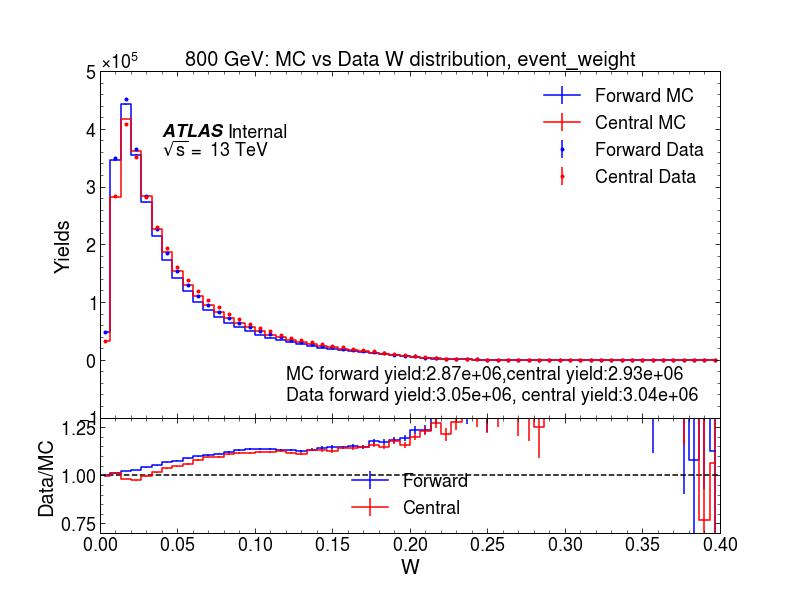 ×10⁵
800 GeV: MC vs Data W distribution, event_weight
5
4
3
2
1
0
Yields
ATLAS Internal
√s = 13 TeV
Forward MC
Central MC
Forward Data
Central Data
MC forward yield:2.87e+06,central yield:2.93e+06
Data forward yield:3.05e+06, central yield:3.04e+06
1.25
1.00
0.75
Data/MC
Forward
Central
0.00 0.05 0.10 0.15 0.20 0.25 0.30 0.35 0.40
W